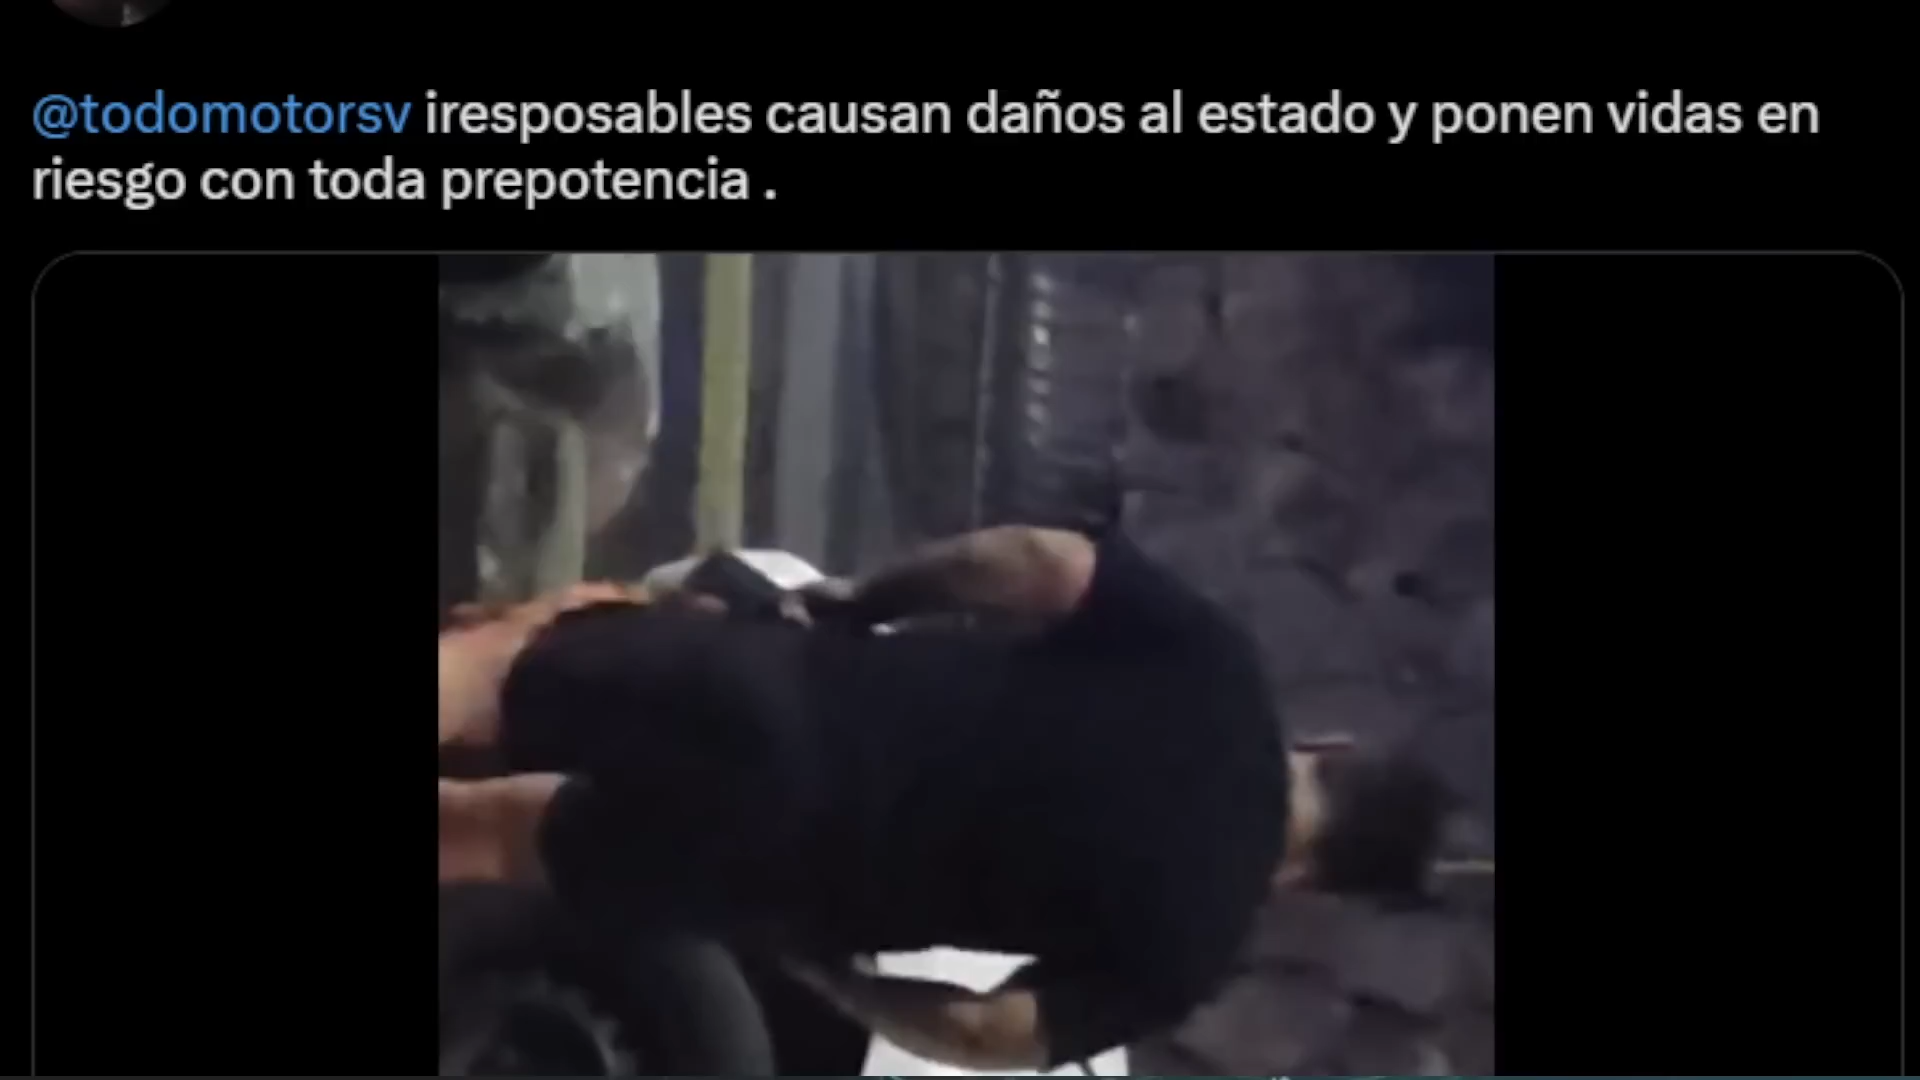 @todomotorsv iresposables causan daños al estado y ponen vidas en
riesgo con toda prepotencia .